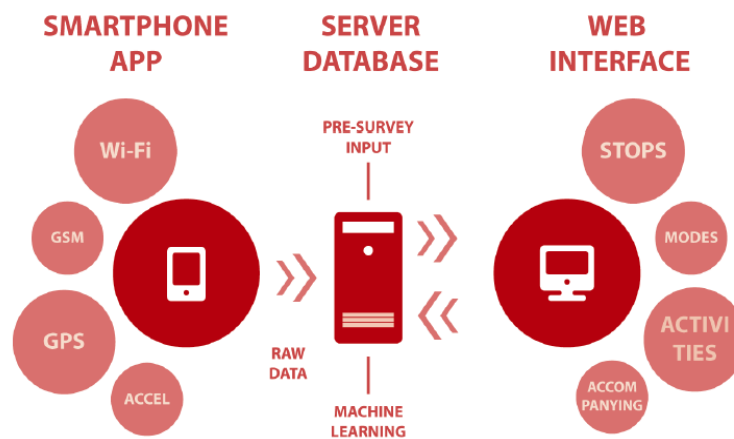 SMARTPHONE
APP
SERVER
DATABASE
WEB
INTERFACE
Wi-Fi
GSM
GPS
ACCEL
RAW
DATA
PRE-SURVEY
INPUT
MACHINE
LEARNING
STOPS
MODES
ACTIVI
TIES
ACCOM
PANYING